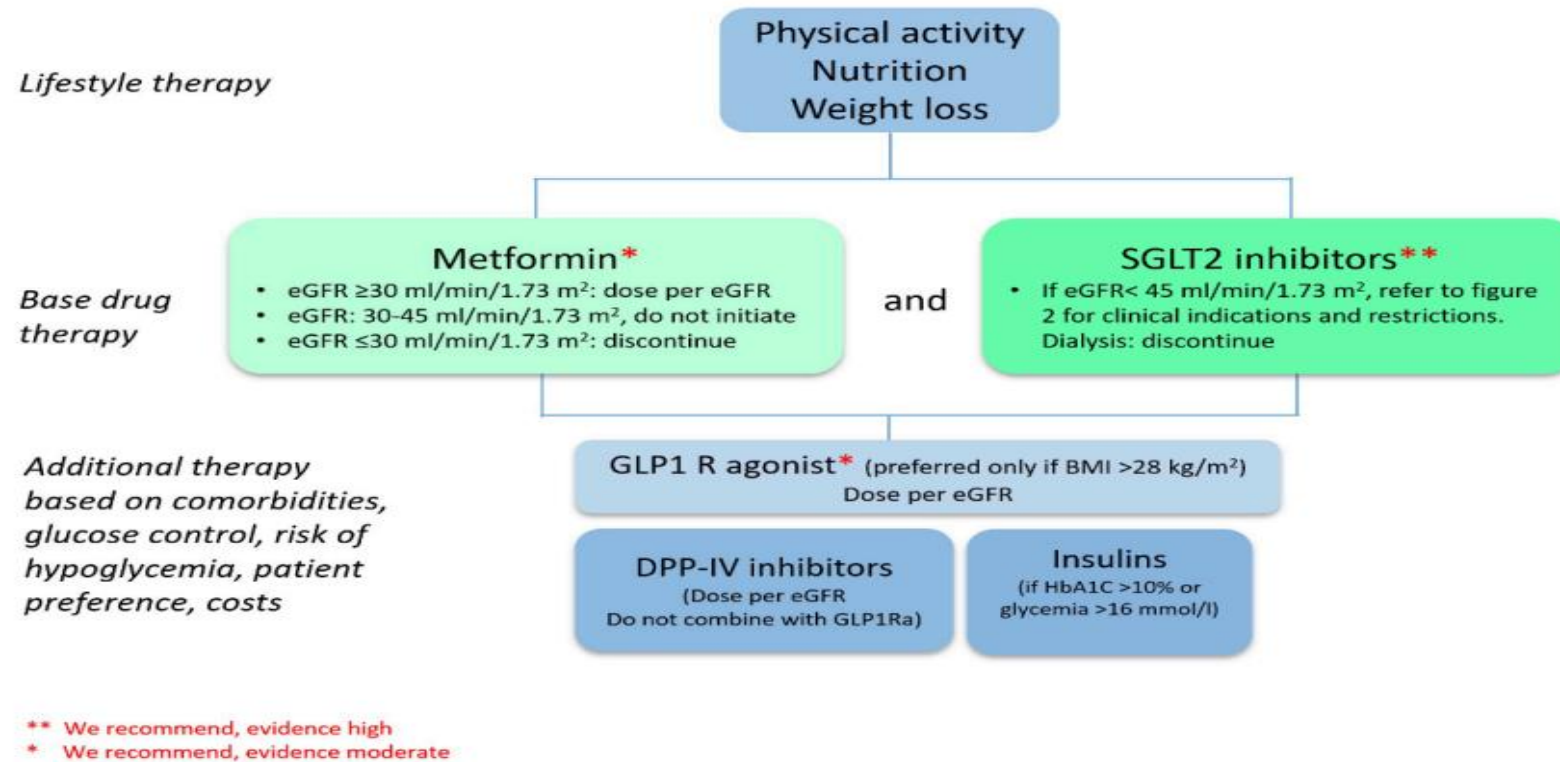 Physical activity
Nutrition
Weight loss
Lifestyle therapy
Metformin*
• eGFR ≥30 ml/min/1.73 m²: dose per eGFR
• eGFR: 30-45 ml/min/1.73 m², do not initiate
• eGFR ≤30 ml/min/1.73 m²: discontinue
Base drug
therapy
and
SGLT2 inhibitors**
• If eGFR< 45 ml/min/1.73 m², refer to figure
2 for clinical indications and restrictions.
Dialysis: discontinue
Additional therapy
based on comorbidities,
glucose control, risk of
hypoglycemia, patient
preference, costs
GLP1 R agonist* (preferred only if BMI >28 kg/m²)
Dose per eGFR
DPP-IV inhibitors
(Dose per eGFR
Do not combine with GLP1Ra)
Insulins
(if HbA1C >10% or
glycemia >16 mmol/l)
** We recommend, evidence high
* We recommend, evidence moderate